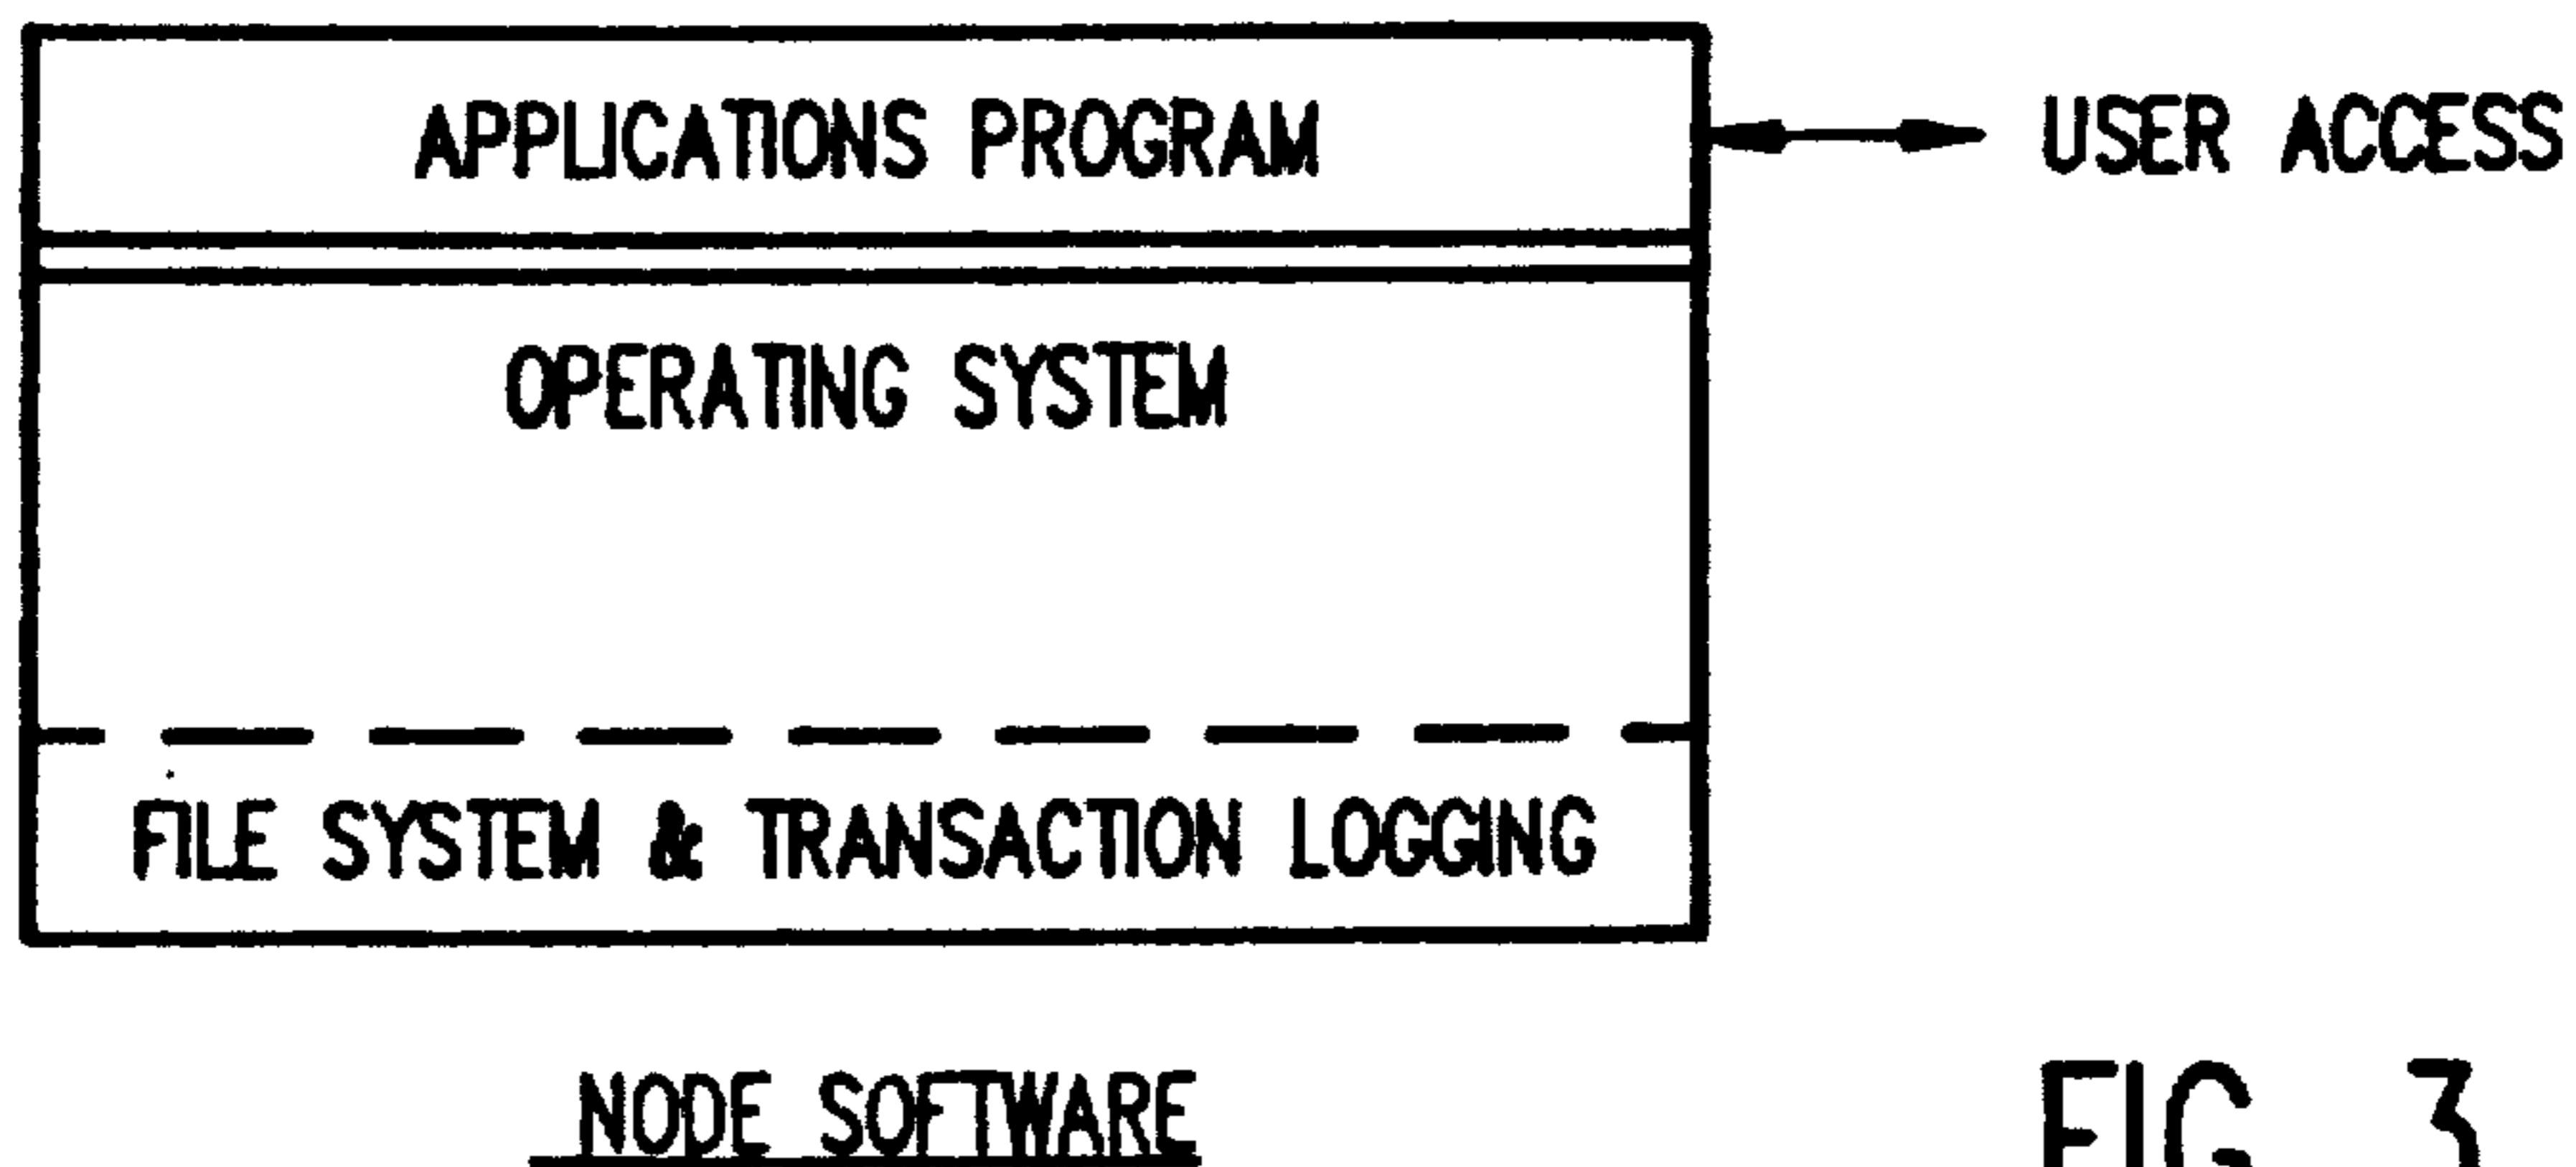 APPLICATIONS PROGRAM
USER ACCESS
OPERATING SYSTEM
FILE SYSTEM & TRANSACTION LOGGING
NODE SOFTWARE
FIG. 3